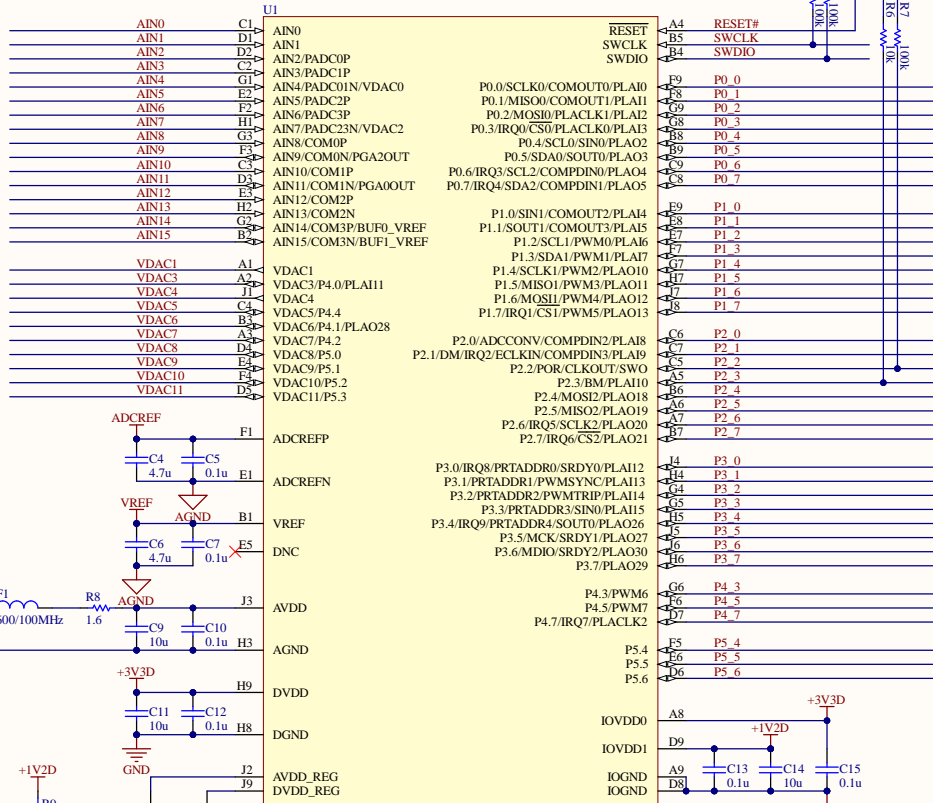 U1
AIN0 C1 AIN0
AIN1 D1 AIN1
AIN2 D2 AIN2/PADC0P
AIN3 C2 AIN3/PADC1P
AIN4 G1 AIN4/PADC01N/VDAC0
AIN5 E2 AIN5/PADC2P
AIN6 F2 AIN6/PADC3P
AIN7 H1 AIN7/PADC23N/VDAC2
AIN8 G3 AIN8/COM0P
AIN9 F3 AIN9/COM0N/PGA2OUT
AIN10 C3 AIN10/COM1P
AIN11 D3 AIN11/COM1N/PGA0OUT
AIN12 E3 AIN12/COM2P
AIN13 H2 AIN13/COM2N
AIN14 G2 AIN14/COM3P/BUF0_VREF
AIN15 B2 AIN15/COM3N/BUF1_VREF
VDAC1 A1 VDAC1
VDAC3 A2 VDAC3/P4.0/PLAI11
VDAC4 J1 VDAC4
VDAC5 C4 VDAC5/P4.4
VDAC6 B3 VDAC6/P4.1/PLAO28
VDAC7 A3 VDAC7/P4.2
VDAC8 D4 VDAC8/P5.0
VDAC9 E4 VDAC9/P5.1
VDAC10 F4 VDAC10/P5.2
VDAC11 D5 VDAC11/P5.3
ADCREF
F1 ADCREFP
C4 C5
4.7u 0.1u
E1 ADCREFN
AGND
VREF
B1 VREF
C6 C7
4.7u 0.1u
E5 DNC
AGND
F1
600/100MHz
R8
1.6
J3 AVDD
C9 C10
10u 0.1u
H3 AGND
+3V3D
H9 DVDD
C11 C12
10u 0.1u
H8 DGND
GND
+1V2D
J2 AVDD_REG
J9 DVDD_REG
R9
RESET A4 RESET#
SWCLK B5 SWCLK
SWDIO B4 SWDIO
100k 100k
R6 R7
10k 100k
P0.0/SCLK0/COMOUT0/PLAI0 F9 P0_0
P0.1/MISO0/COMOUT1/PLAI1 F8 P0_1
P0.2/MOSI0/PLACLK1/PLAI2 G9 P0_2
P0.3/IRQ0/CS0/PLACLK0/PLAI3 G8 P0_3
P0.4/SCL0/SIN0/PLAO2 B8 P0_4
P0.5/SDA0/SOUT0/PLAO3 B9 P0_5
P0.6/IRQ3/SCL2/COMPDIN0/PLAO4 C9 P0_6
P0.7/IRQ4/SDA2/COMPDIN1/PLAO5 C8 P0_7
P1.0/SIN1/COMOUT2/PLAI4 E9 P1_0
P1.1/SOUT1/COMOUT3/PLAI5 E8 P1_1
P1.2/SCL1/PWM0/PLAI6 E7 P1_2
P1.3/SDA1/PWM1/PLAI7 F7 P1_3
P1.4/SCLK1/PWM2/PLAO10 G7 P1_4
P1.5/MISO1/PWM3/PLAO11 H7 P1_5
P1.6/MOSI1/PWM4/PLAO12 J7 P1_6
P1.7/IRQ1/CS1/PWM5/PLAO13 J8 P1_7
P2.0/ADCCONV/COMPDIN2/PLAI8 C6 P2_0
P2.1/DM/IRQ2/ECLKIN/COMPDIN3/PLAI9 C7 P2_1
P2.2/POR/CLKOUT/SWO C5 P2_2
P2.3/BM/PLAI10 A5 P2_3
P2.4/MOSI2/PLAO18 B6 P2_4
P2.5/MISO2/PLAO19 A6 P2_5
P2.6/IRQ5/SCLK2/PLAO20 A7 P2_6
P2.7/IRQ6/CS2/PLAO21 B7 P2_7
P3.0/IRQ8/PRTADDR0/SRDY0/PLAI12 J4 P3_0
P3.1/PRTADDR1/PWMSYNC/PLAI13 H4 P3_1
P3.2/PRTADDR2/PWMTRIP/PLAI14 G4 P3_2
P3.3/PRTADDR3/SIN0/PLAI15 G5 P3_3
P3.4/IRQ9/PRTADDR4/SOUT0/PLAO26 H5 P3_4
P3.5/MCK/SRDY1/PLAO27 J5 P3_5
P3.6/MDIO/SRDY2/PLAO30 J6 P3_6
P3.7/PLAO29 H6 P3_7
P4.3/PWM6 G6 P4_3
P4.5/PWM7 F6 P4_5
P4.7/IRQ7/PLACLK2 D7 P4_7
P5.4 F5 P5_4
P5.5 E6 P5_5
P5.6 D6 P5_6
+3V3D
IOVDD0 A8
+1V2D
IOVDD1 D9
C13 C14 C15
0.1u 10u 0.1u
IOGND A9
IOGND D8